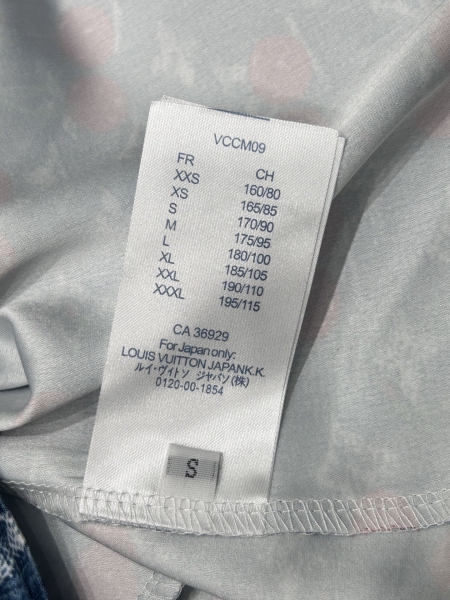 VCCM09
FR CH
XXS 160/80
XS 165/85
S 170/90
M 175/95
L 180/100
XL 185/105
XXL 190/110
XXXL 195/115
CA 36929
For Japan only:
LOUIS VUITTON JAPANK.K.
ルイ・ヴィトン ジャパン(株)
0120-00-1854
S